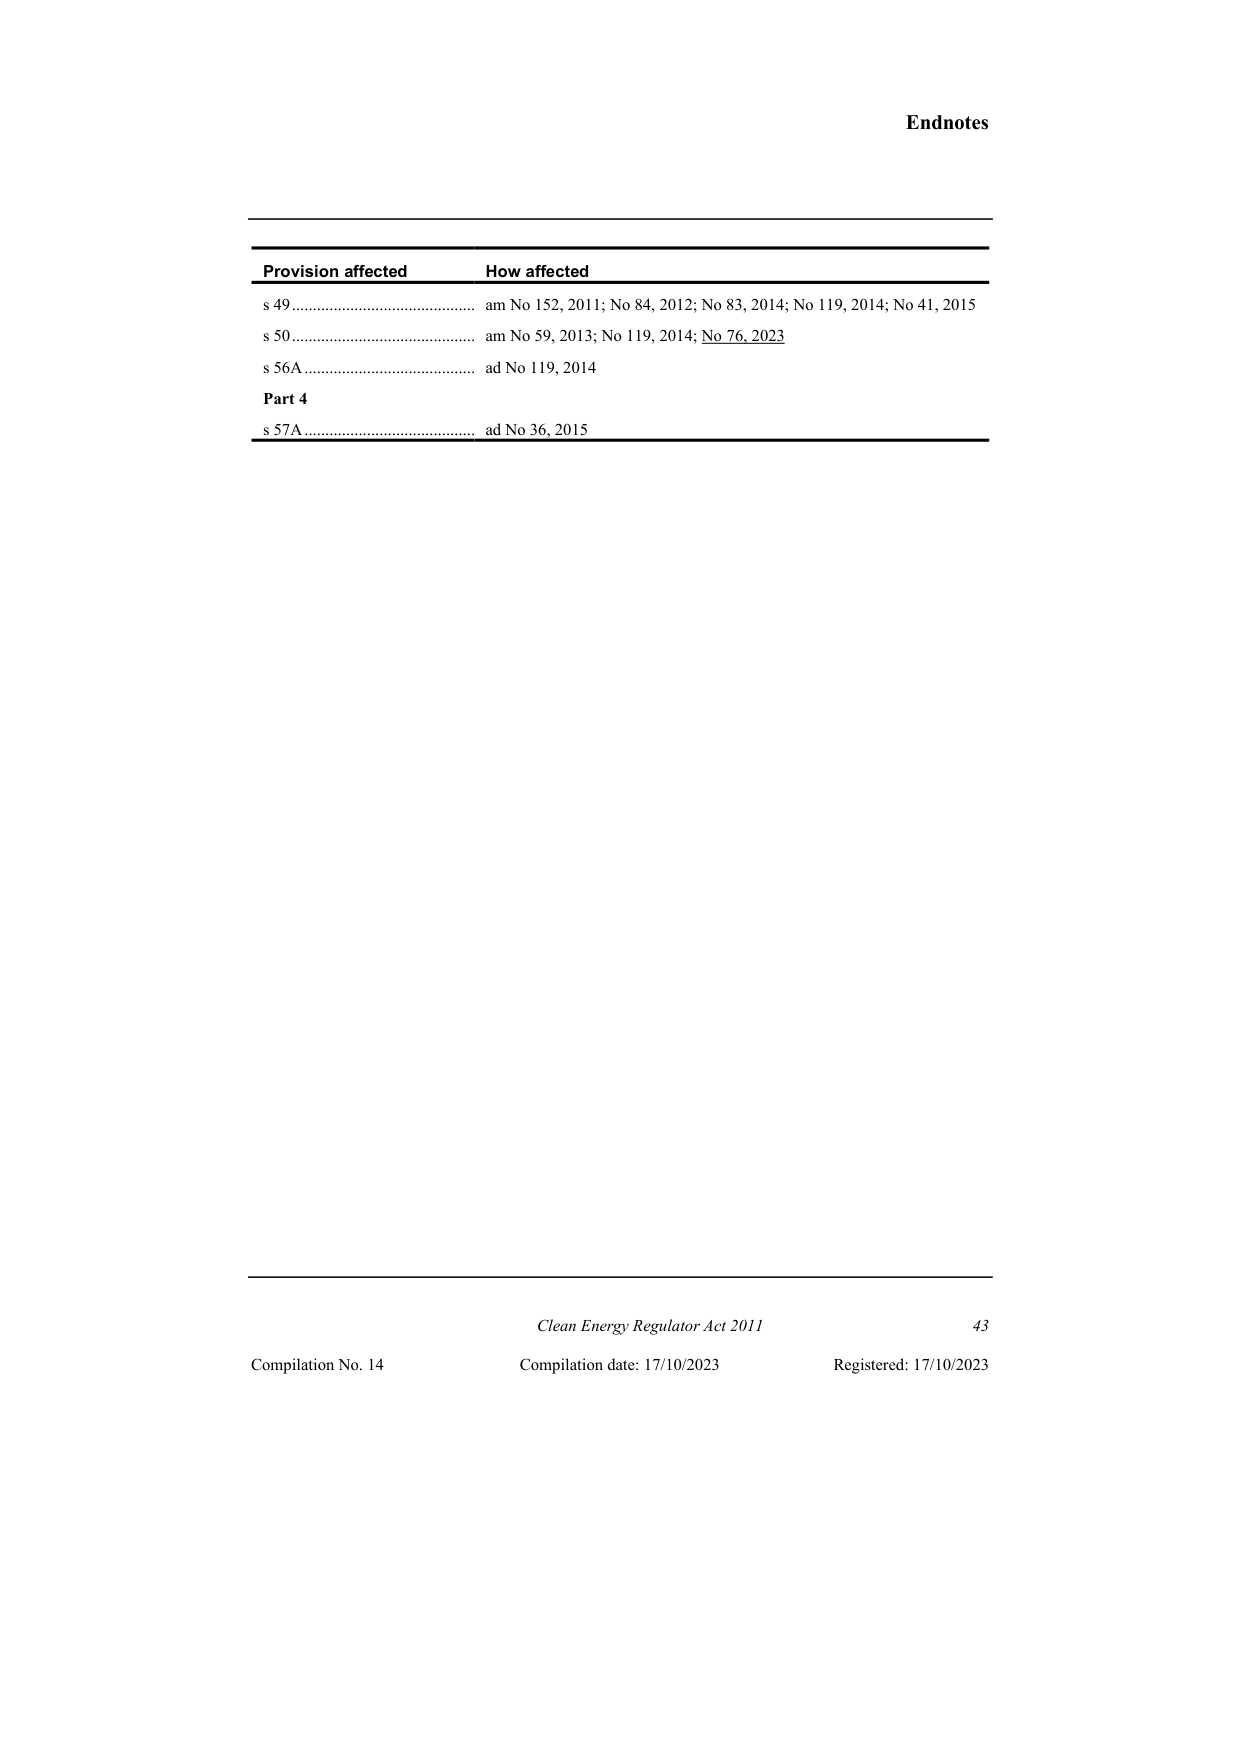 Endnotes
Provision affected How affected
s 49............................................ am No 152, 2011; No 84, 2012; No 83, 2014; No 119, 2014; No 41, 2015
s 50............................................ am No 59, 2013; No 119, 2014; No 76, 2023
s 56A......................................... ad No 119, 2014
Part 4
s 57A......................................... ad No 36, 2015
Clean Energy Regulator Act 2011 43
Compilation No. 14 Compilation date: 17/10/2023 Registered: 17/10/2023